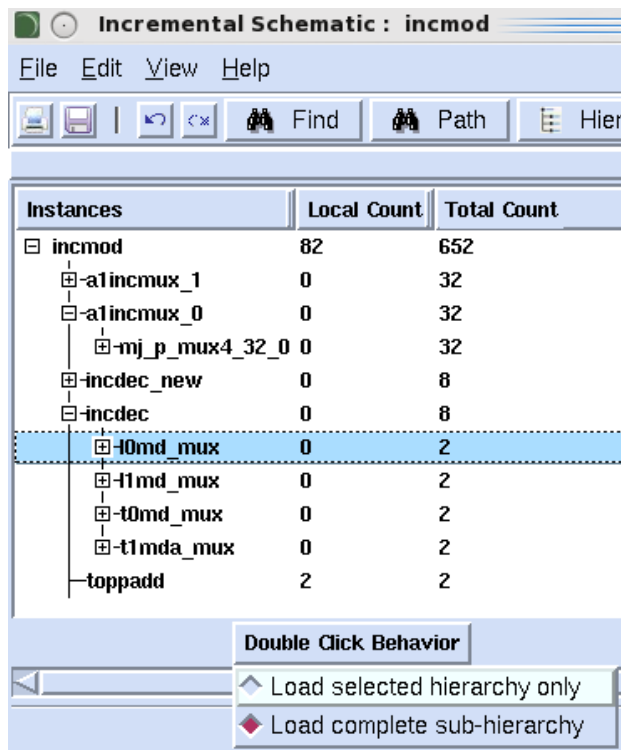 Incremental Schematic : incmod
File Edit View Help
Find Path Hier
Instances Local Count Total Count
incmod 82 652
a1incmux_1 0 32
a1incmux_0 0 32
mj_p_mux4_32_0 0 32
incdec_new 0 8
incdec 0 8
l0md_mux 0 2
l1md_mux 0 2
t0md_mux 0 2
t1mda_mux 0 2
toppadd 2 2
Double Click Behavior
Load selected hierarchy only
Load complete sub-hierarchy